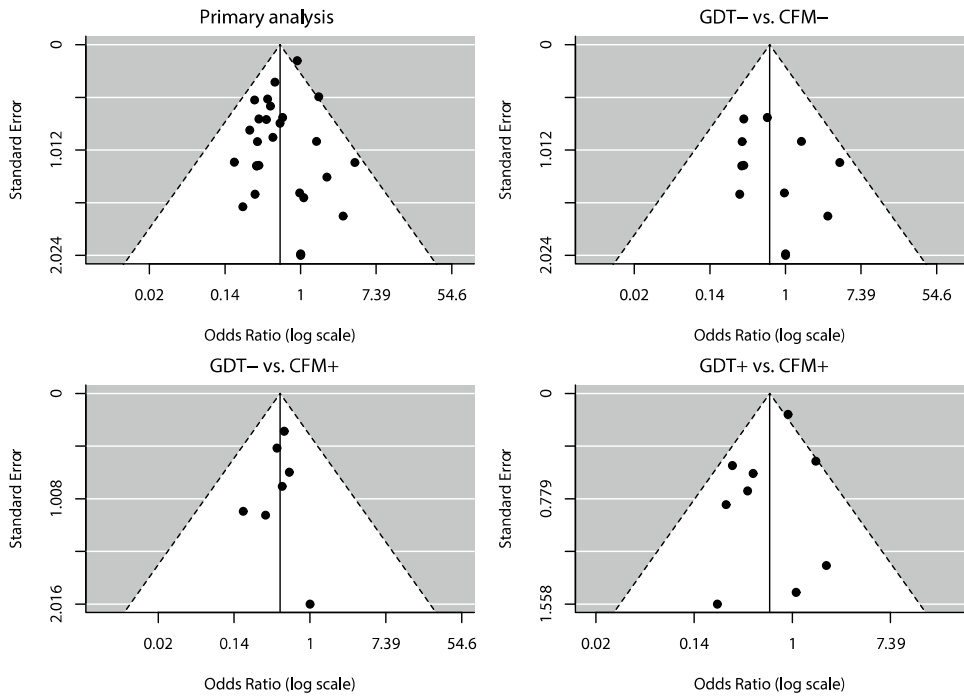 Primary analysis
0
1.012
2.024
Standard Error
0.02 0.14 1 7.39 54.6
Odds Ratio (log scale)
GDT− vs. CFM−
0
1.012
2.024
Standard Error
0.02 0.14 1 7.39 54.6
Odds Ratio (log scale)
GDT− vs. CFM+
0
1.008
2.016
Standard Error
0.02 0.14 1 7.39 54.6
Odds Ratio (log scale)
GDT+ vs. CFM+
0
0.779
1.558
Standard Error
0.02 0.14 1 7.39
Odds Ratio (log scale)